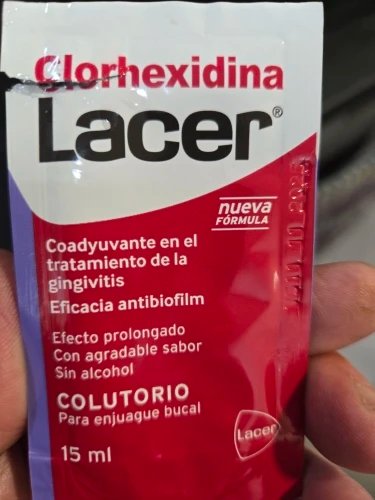 Clorhexidina
Lacer®
nueva
FÓRMULA
Coadyuvante en el
tratamiento de la
gingivitis
Eficacia antibiofilm
Efecto prolongado
Con agradable sabor
Sin alcohol
COLUTORIO
Para enjuague bucal
15 ml
Lacer